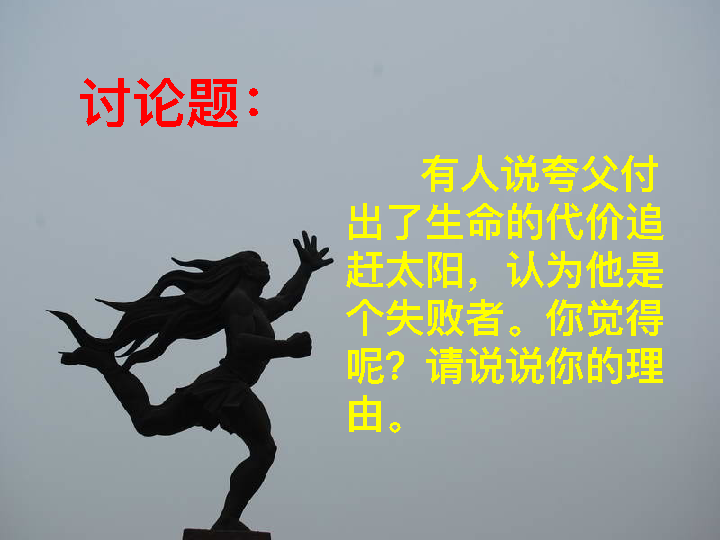 讨论题：
有人说夸父付
出了生命的代价追
赶太阳，认为他是
个失败者。你觉得
呢？请说说你的理
由。